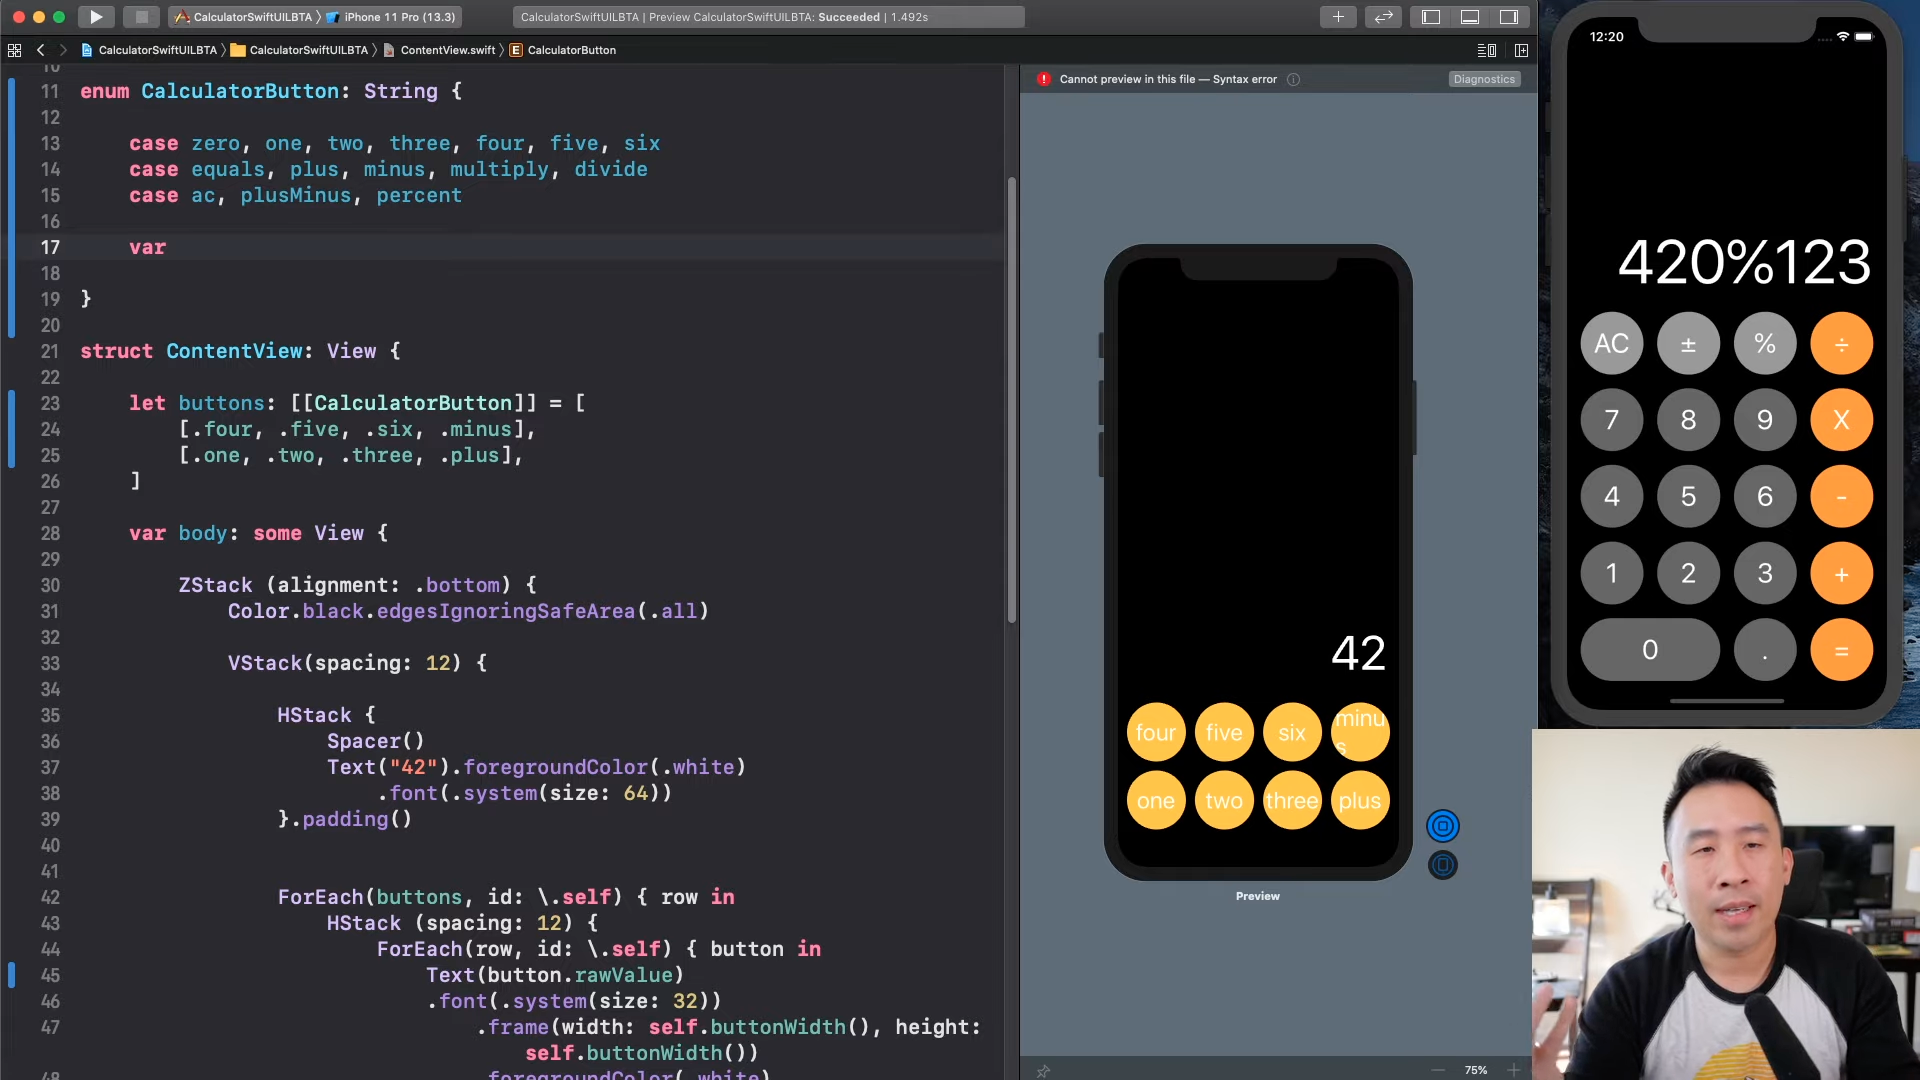 CalculatorSwiftUILBTA 〉 iPhone 11 Pro (13.3)
CalculatorSwiftUILBTA | Preview CalculatorSwiftUILBTA: Succeeded | 1.492s
CalculatorSwiftUILBTA 〉 CalculatorSwiftUILBTA 〉 ContentView.swift 〉 E CalculatorButton
10
11 enum CalculatorButton: String {
12
13 case zero, one, two, three, four, five, six
14 case equals, plus, minus, multiply, divide
15 case ac, plusMinus, percent
16
17 var
18
19 }
20
21 struct ContentView: View {
22
23 let buttons: [[CalculatorButton]] = [
24 [.four, .five, .six, .minus],
25 [.one, .two, .three, .plus],
26 ]
27
28 var body: some View {
29
30 ZStack (alignment: .bottom) {
31 Color.black.edgesIgnoringSafeArea(.all)
32
33 VStack(spacing: 12) {
34
35 HStack {
36 Spacer()
37 Text("42").foregroundColor(.white)
38 .font(.system(size: 64))
39 }.padding()
40
41
42 ForEach(buttons, id: \.self) { row in
43 HStack (spacing: 12) {
44 ForEach(row, id: \.self) { button in
45 Text(button.rawValue)
46 .font(.system(size: 32))
47 .frame(width: self.buttonWidth(), height:
self.buttonWidth())
48 .foregroundColor(.white)
Cannot preview in this file — Syntax error
Diagnostics
42
four five six minu
s
one two three plus
Preview
75%
12:20
420%123
AC ± % ÷
7 8 9 X
4 5 6 -
1 2 3 +
0 . =